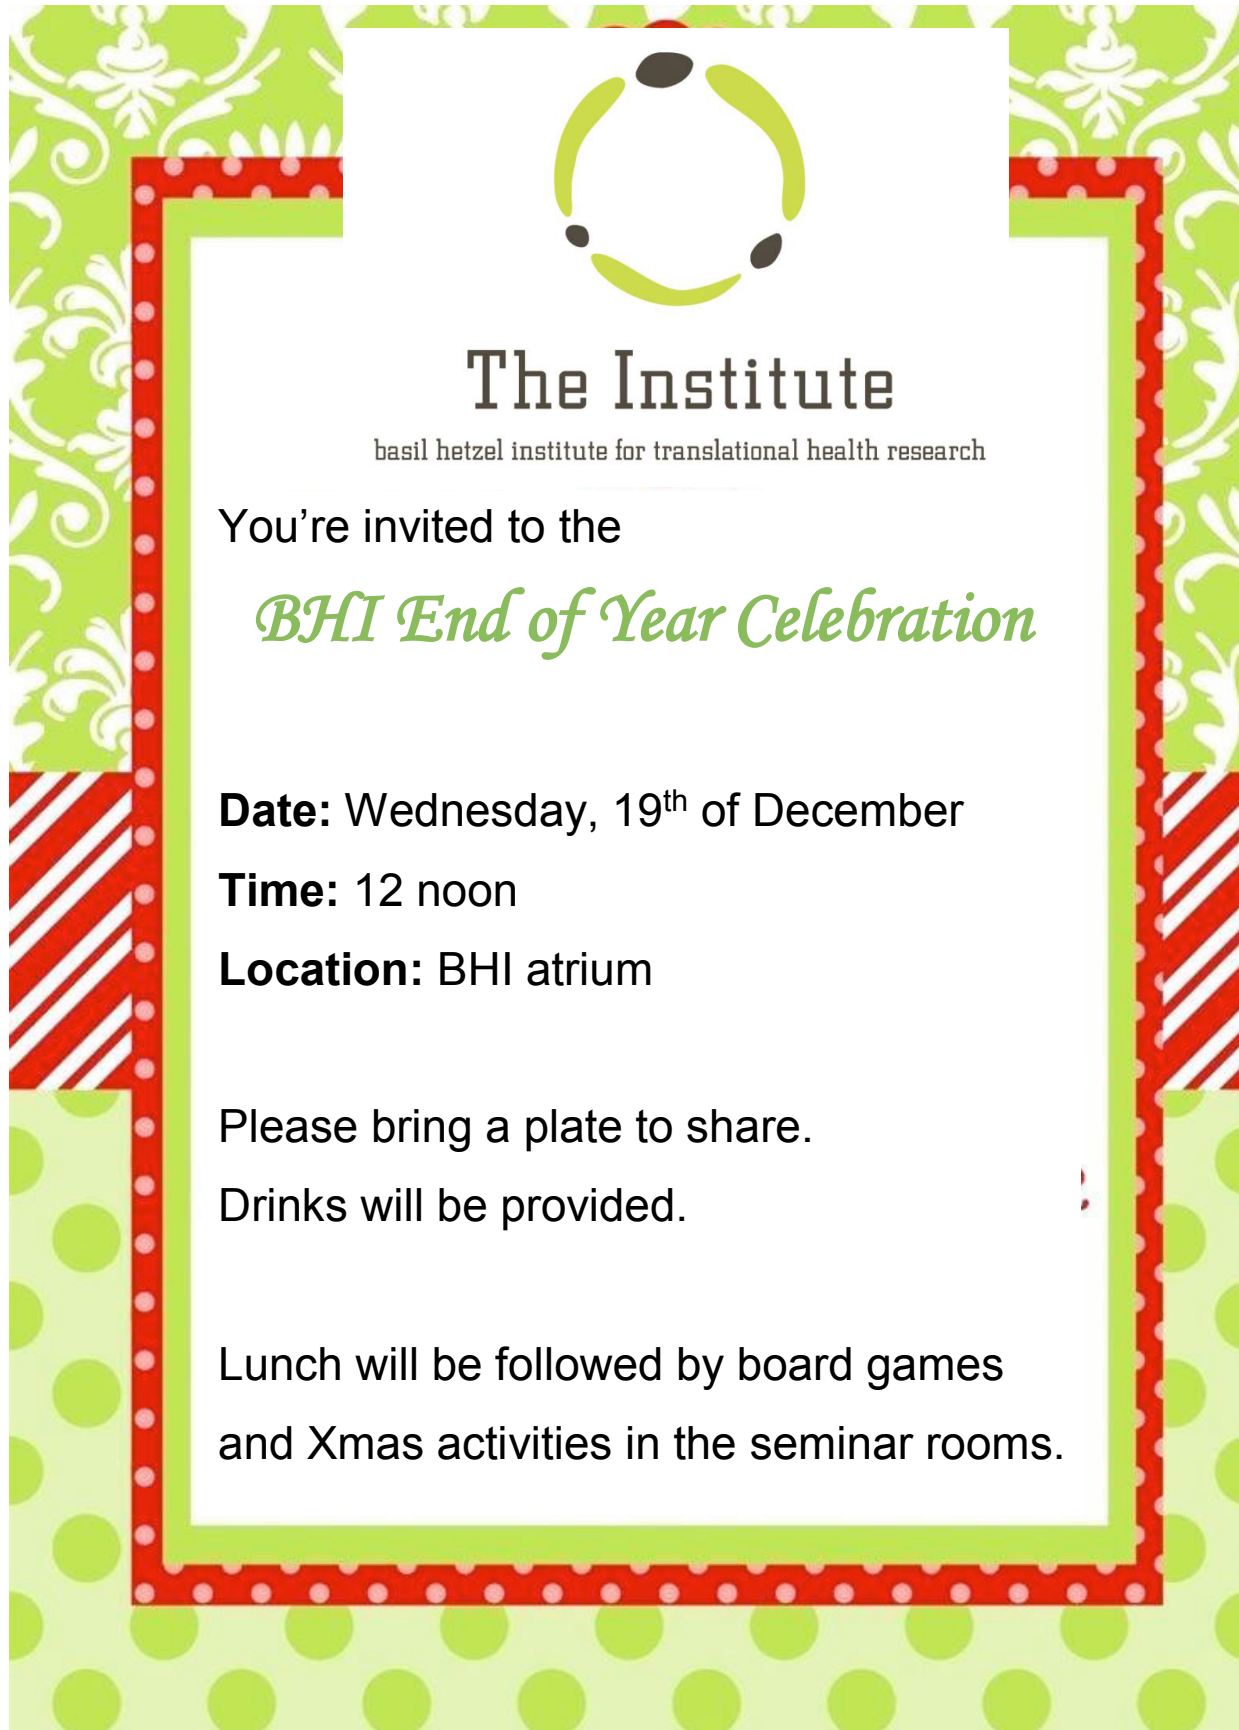 The Institute
basil hetzel institute for translational health research
You’re invited to the
BHI End of Year Celebration
Date: Wednesday, 19th of December
Time: 12 noon
Location: BHI atrium
Please bring a plate to share.
Drinks will be provided.
Lunch will be followed by board games
and Xmas activities in the seminar rooms.